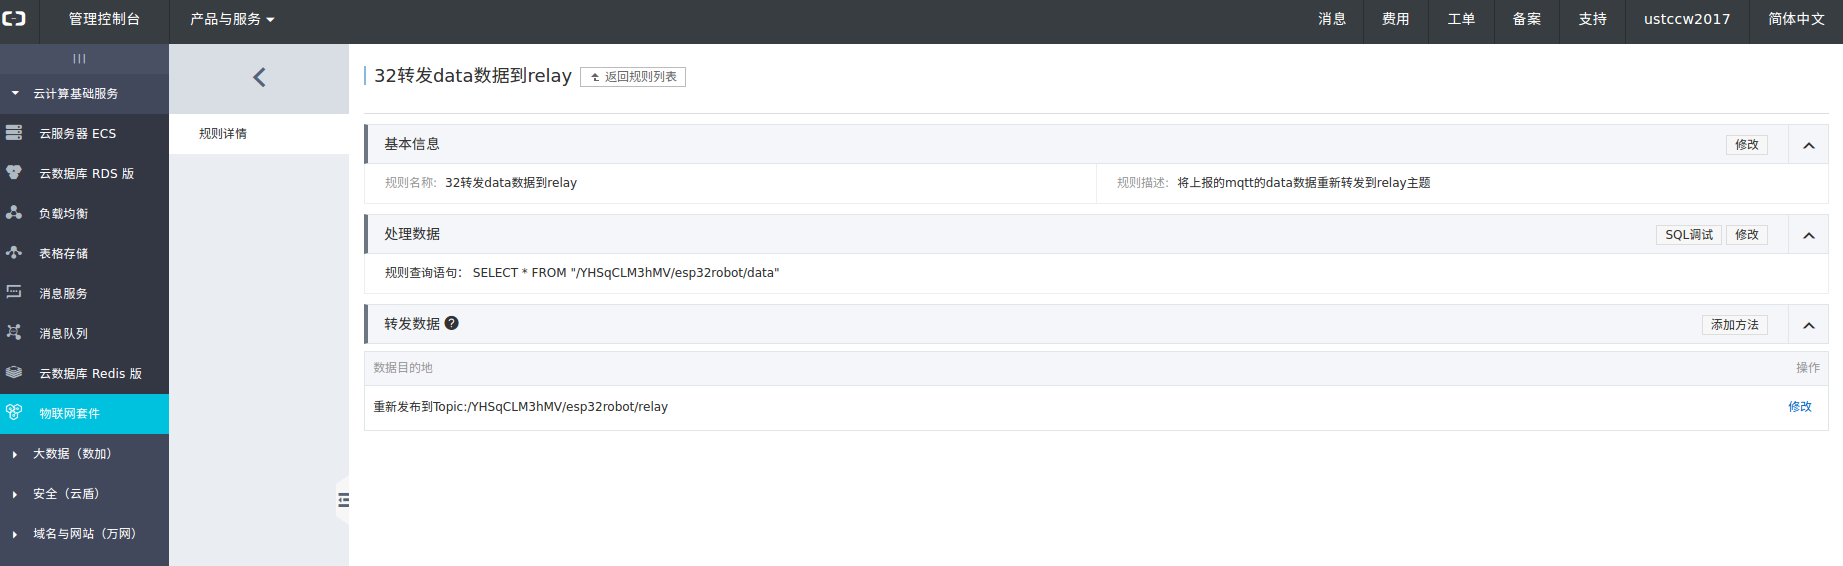 管理控制台 产品与服务 消息 费用 工单 备案 支持 ustccw2017 简体中文
云计算基础服务
云服务器 ECS
云数据库 RDS 版
负载均衡
表格存储
消息服务
消息队列
云数据库 Redis 版
物联网套件
大数据（数加）
安全（云盾）
域名与网站（万网）
规则详情
32转发data数据到relay 返回规则列表
基本信息 修改
规则名称: 32转发data数据到relay 规则描述: 将上报的mqtt的data数据重新转发到relay主题
处理数据 SQL调试 修改
规则查询语句: SELECT * FROM "/YHSqCLM3hMV/esp32robot/data"
转发数据 ? 添加方法
数据目的地 操作
重新发布到Topic:/YHSqCLM3hMV/esp32robot/relay 修改